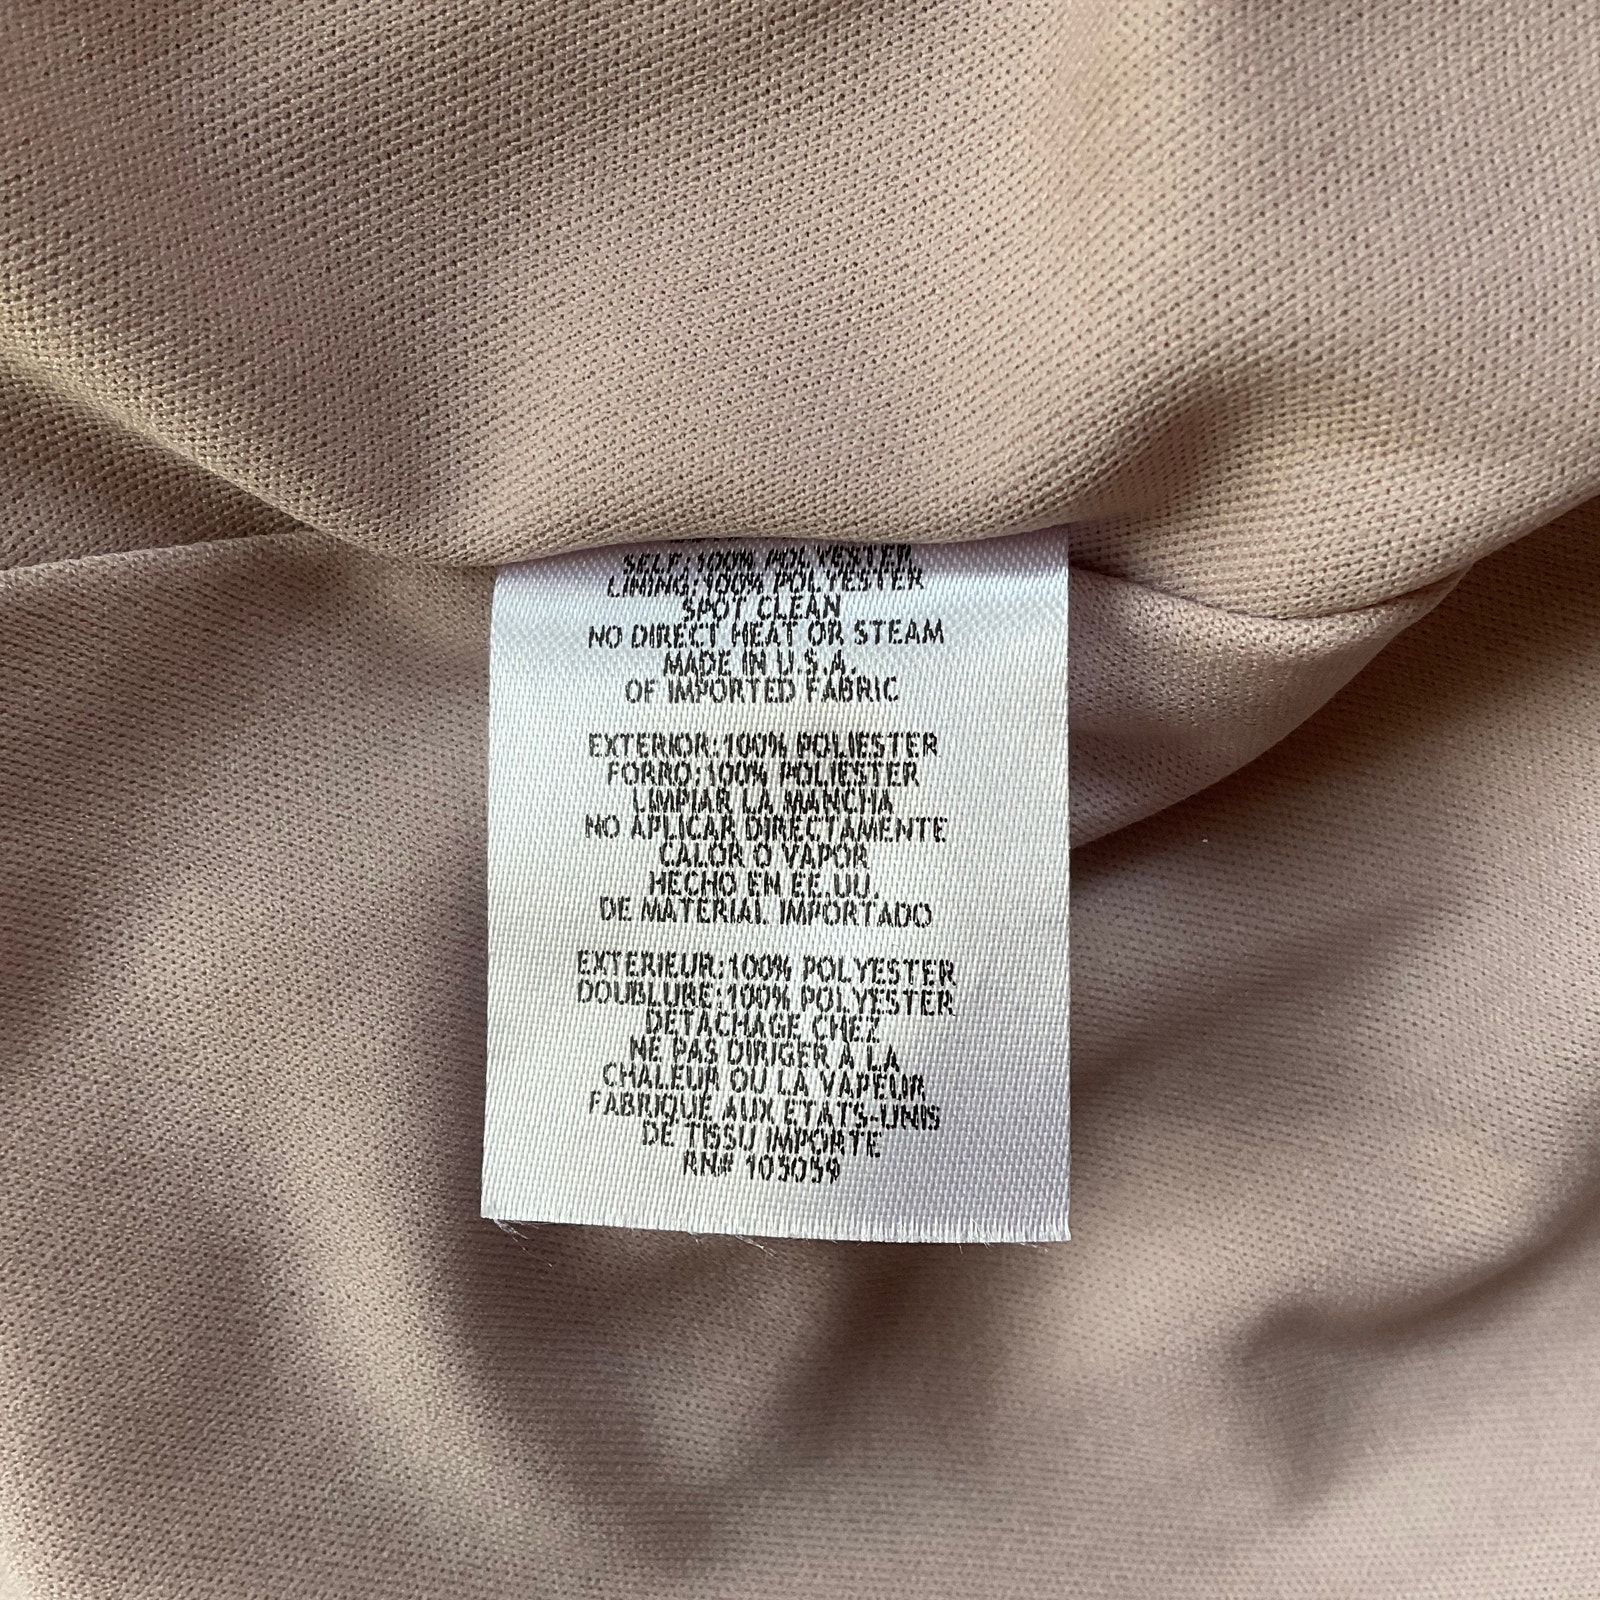 SELF:100% POLYESTER
LINING:100% POLYESTER
SPOT CLEAN
NO DIRECT HEAT OR STEAM
MADE IN U.S.A.
OF IMPORTED FABRIC
EXTERIOR:100% POLIESTER
FORRO:100% POLIESTER
LIMPIAR LA MANCHA
NO APLICAR DIRECTAMENTE
CALOR O VAPOR
HECHO EN EE.UU.
DE MATERIAL IMPORTADO
EXTERIEUR:100% POLYESTER
DOUBLURE:100% POLYESTER
DETACHAGE CHEZ
NE PAS DIRIGER A LA
CHALEUR OU LA VAPEUR
FABRIQUE AUX ETATS-UNIS
DE TISSU IMPORTE
RN# 103059